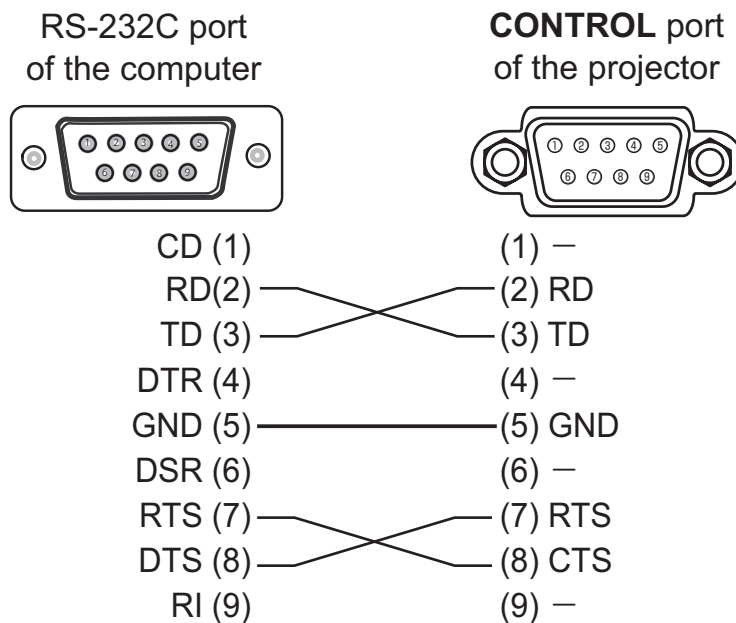 RS-232C port
of the computer
CONTROL port
of the projector
1 2 3 4 5
6 7 8 9
1 2 3 4 5
6 7 8 9
CD (1) (1) –
RD(2) (2) RD
TD (3) (3) TD
DTR (4) (4) –
GND (5) (5) GND
DSR (6) (6) –
RTS (7) (7) RTS
DTS (8) (8) CTS
RI (9) (9) –